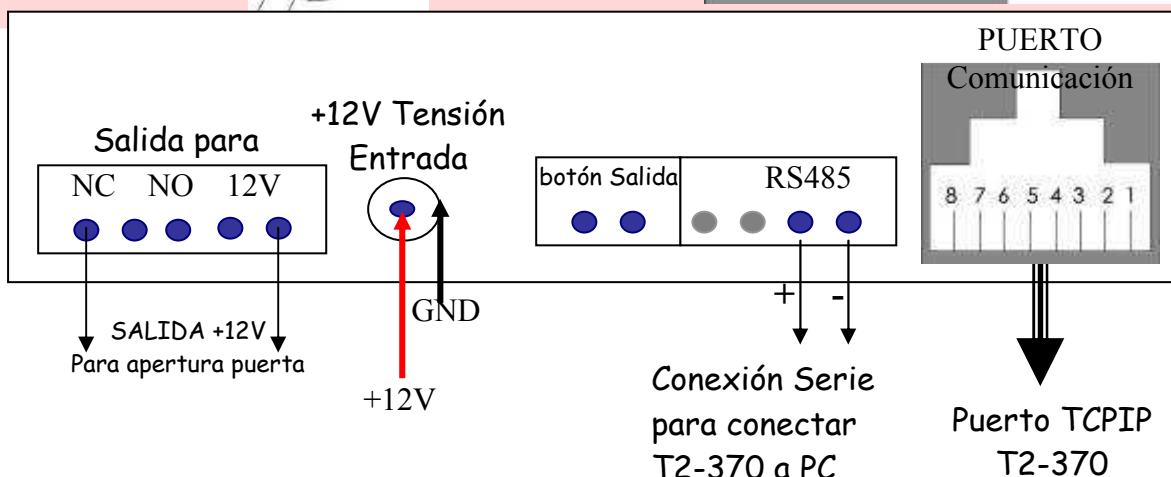 PUERTO
Comunicación
+12V Tensión
Entrada
Salida para
NC NO 12V
botón Salida
RS485
8 7 6 5 4 3 2 1
+ -
GND
SALIDA +12V
Para apertura puerta
+12V
Conexión Serie
para conectar
T2-370 a PC
Puerto TCPIP
T2-370